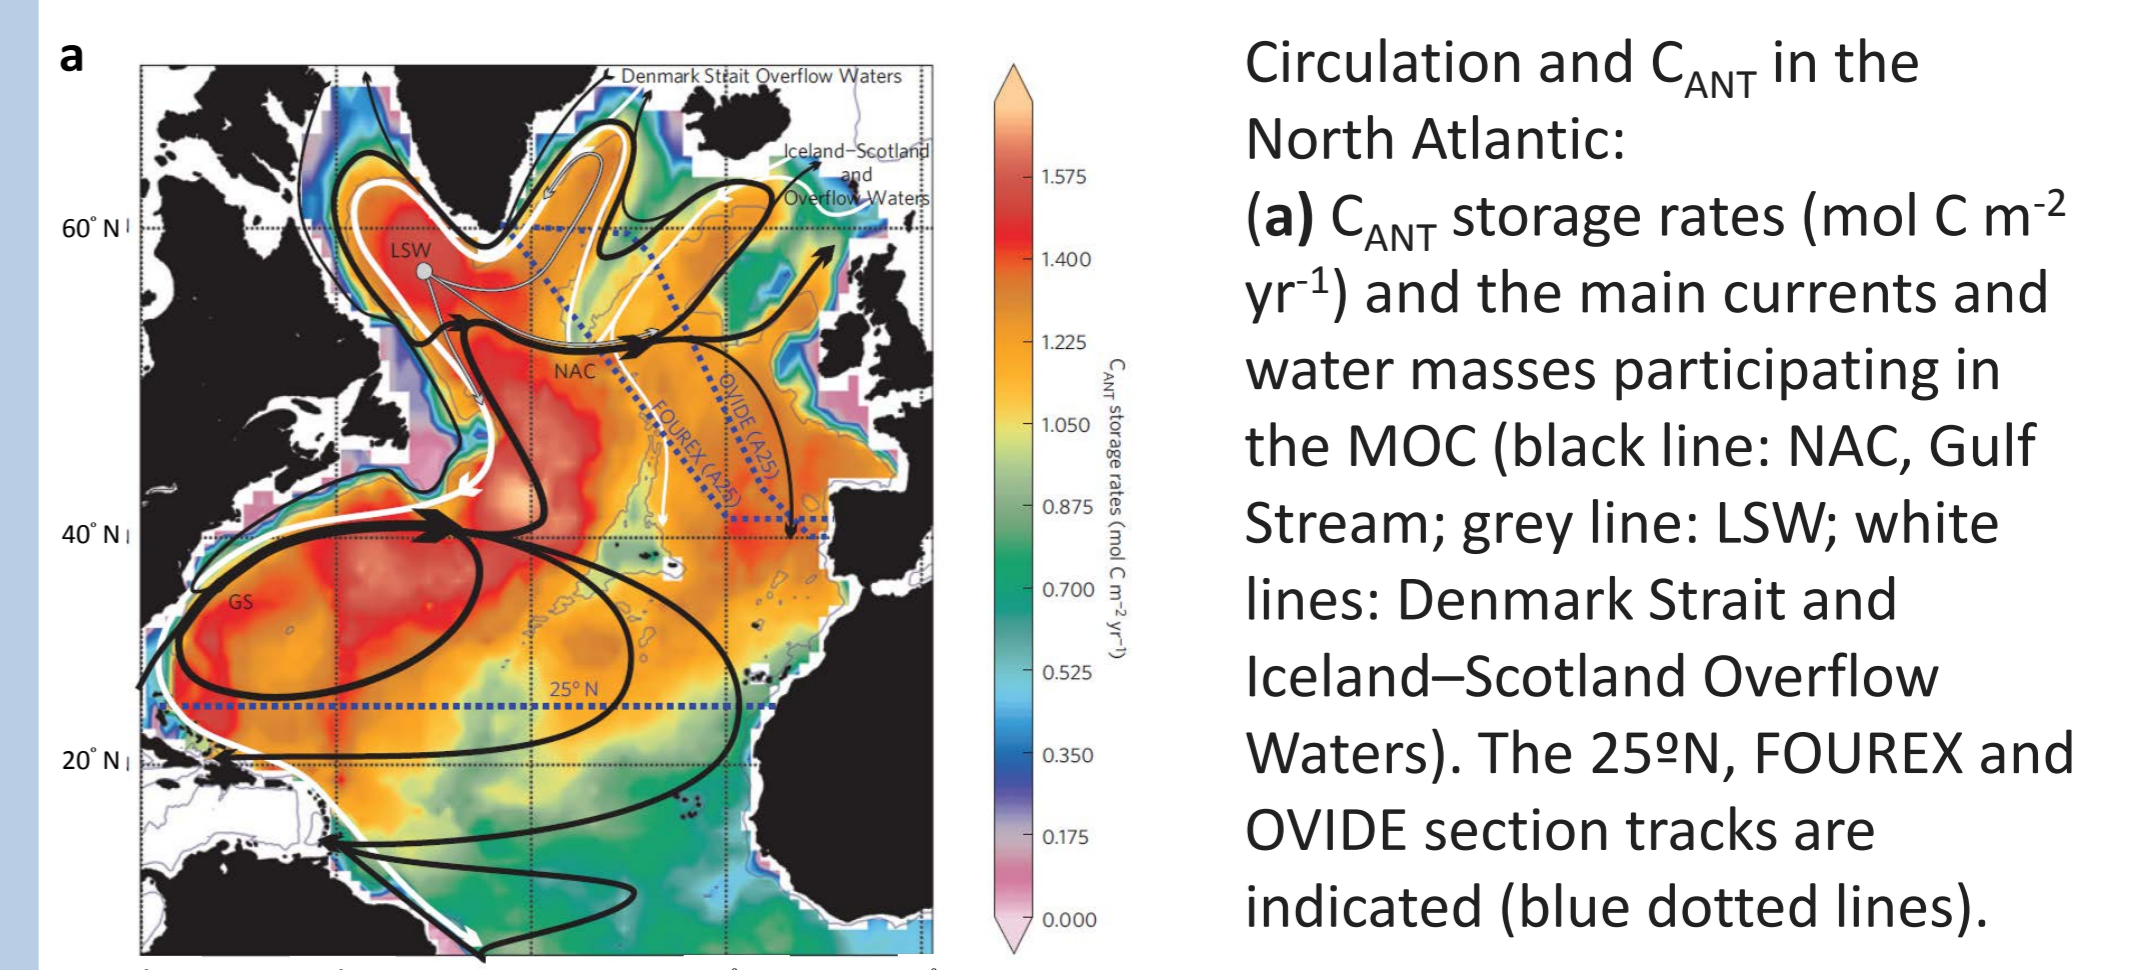 a
Denmark Strait Overflow Waters
Iceland–Scotland
and
Overflow Waters
60° N
LSW
NAC
OVIDE (A25)
FOUREX (A25)
40° N
GS
25° N
20° N
1.575
1.400
1.225
1.050
0.875
0.700
0.525
0.350
0.175
0.000
C_ANT storage rates (mol C m⁻² yr⁻¹)
Circulation and C_ANT in the
North Atlantic:
(a) C_ANT storage rates (mol C m⁻²
yr⁻¹) and the main currents and
water masses participating in
the MOC (black line: NAC, Gulf
Stream; grey line: LSW; white
lines: Denmark Strait and
Iceland–Scotland Overflow
Waters). The 25ºN, FOUREX and
OVIDE section tracks are
indicated (blue dotted lines).